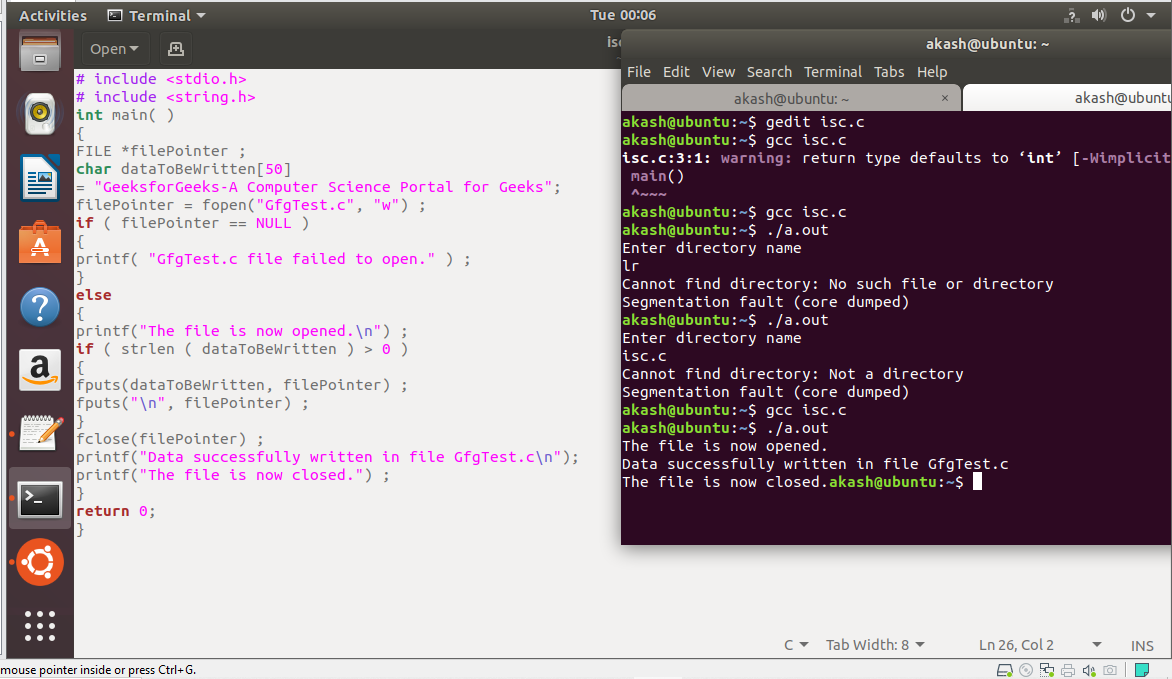 Activities Terminal Tue 00:06
Open
isc
# include <stdio.h>
# include <string.h>
int main( )
{
FILE *filePointer ;
char dataToBeWritten[50]
= "GeeksforGeeks-A Computer Science Portal for Geeks";
filePointer = fopen("GfgTest.c", "w") ;
if ( filePointer == NULL )
{
printf( "GfgTest.c file failed to open." ) ;
}
else
{
printf("The file is now opened.\n") ;
if ( strlen ( dataToBeWritten ) > 0 )
{
fputs(dataToBeWritten, filePointer) ;
fputs("\n", filePointer) ;
}
fclose(filePointer) ;
printf("Data successfully written in file GfgTest.c\n");
printf("The file is now closed.") ;
}
return 0;
}
akash@ubuntu: ~
File Edit View Search Terminal Tabs Help
akash@ubuntu: ~ × akash@ubuntu
akash@ubuntu:~$ gedit isc.c
akash@ubuntu:~$ gcc isc.c
isc.c:3:1: warning: return type defaults to ‘int’ [-Wimplicit
main()
^~~~
akash@ubuntu:~$ gcc isc.c
akash@ubuntu:~$ ./a.out
Enter directory name
lr
Cannot find directory: No such file or directory
Segmentation fault (core dumped)
akash@ubuntu:~$ ./a.out
Enter directory name
isc.c
Cannot find directory: Not a directory
Segmentation fault (core dumped)
akash@ubuntu:~$ gcc isc.c
akash@ubuntu:~$ ./a.out
The file is now opened.
Data successfully written in file GfgTest.c
The file is now closed.akash@ubuntu:~$
C Tab Width: 8 Ln 26, Col 2 INS
mouse pointer inside or press Ctrl+G.